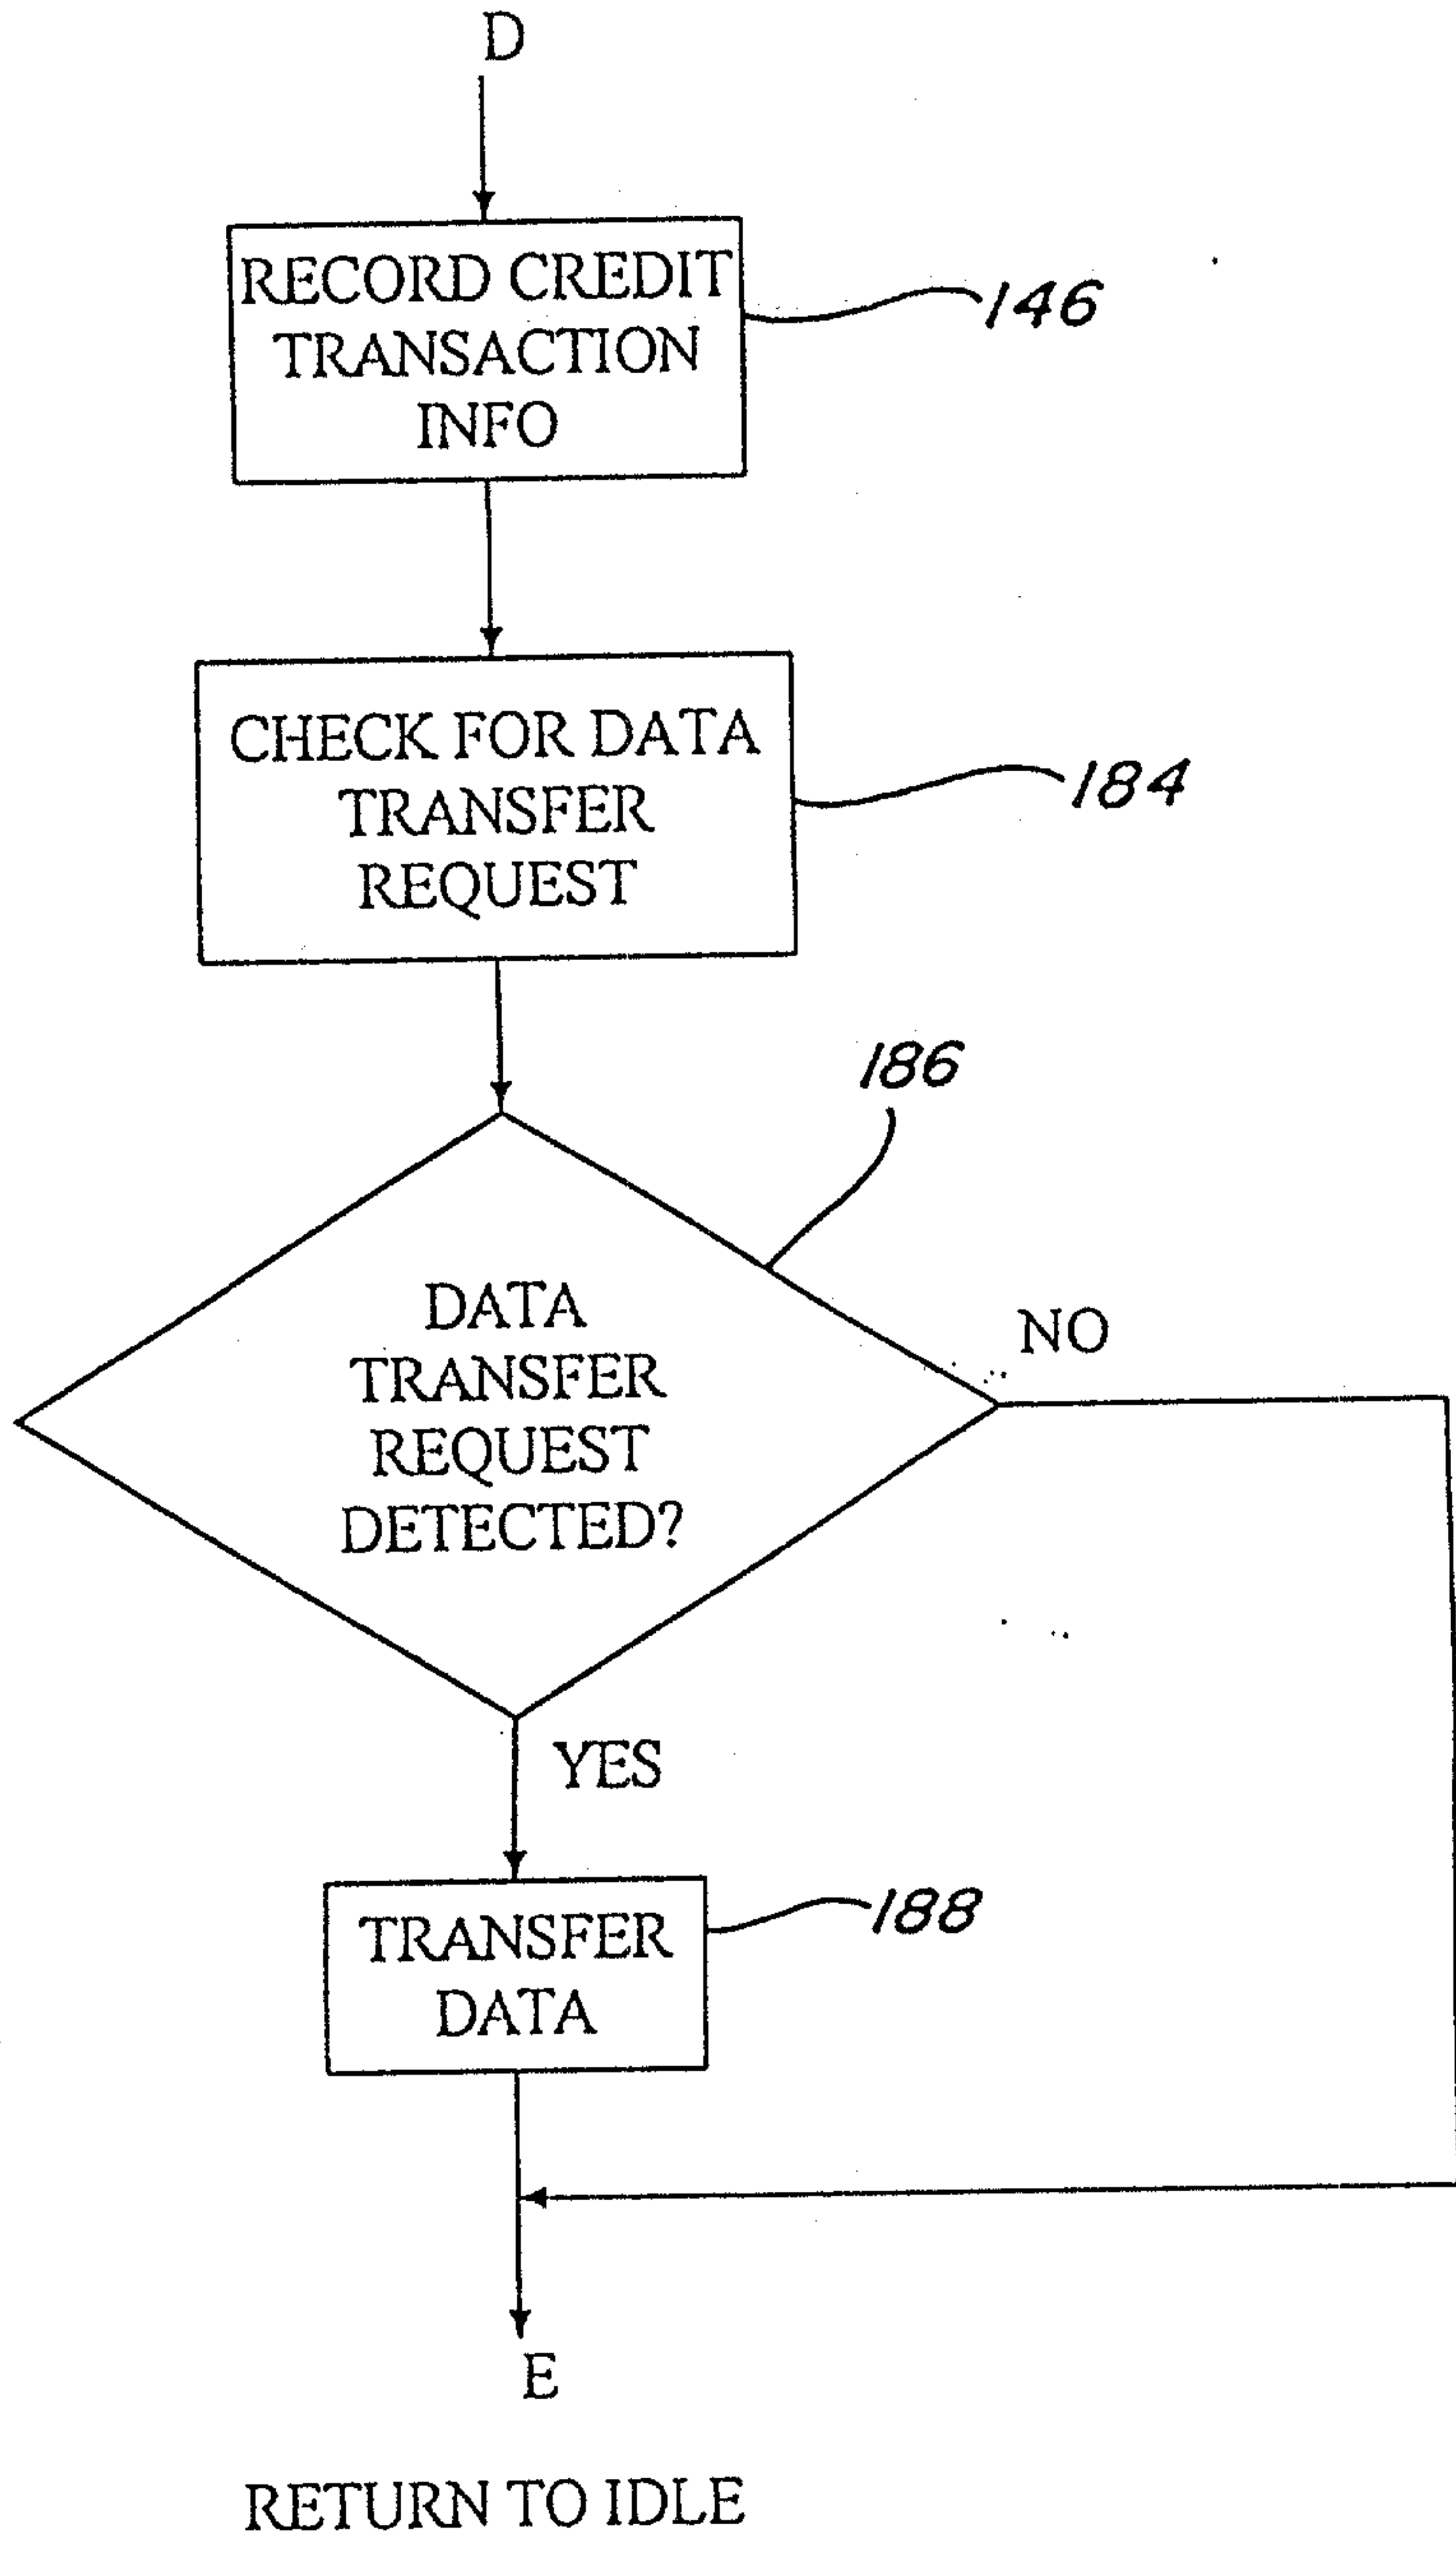 D
RECORD CREDIT
TRANSACTION
INFO
146
CHECK FOR DATA
TRANSFER
REQUEST
184
186
DATA
TRANSFER
REQUEST
DETECTED?
NO
YES
TRANSFER
DATA
188
E
RETURN TO IDLE